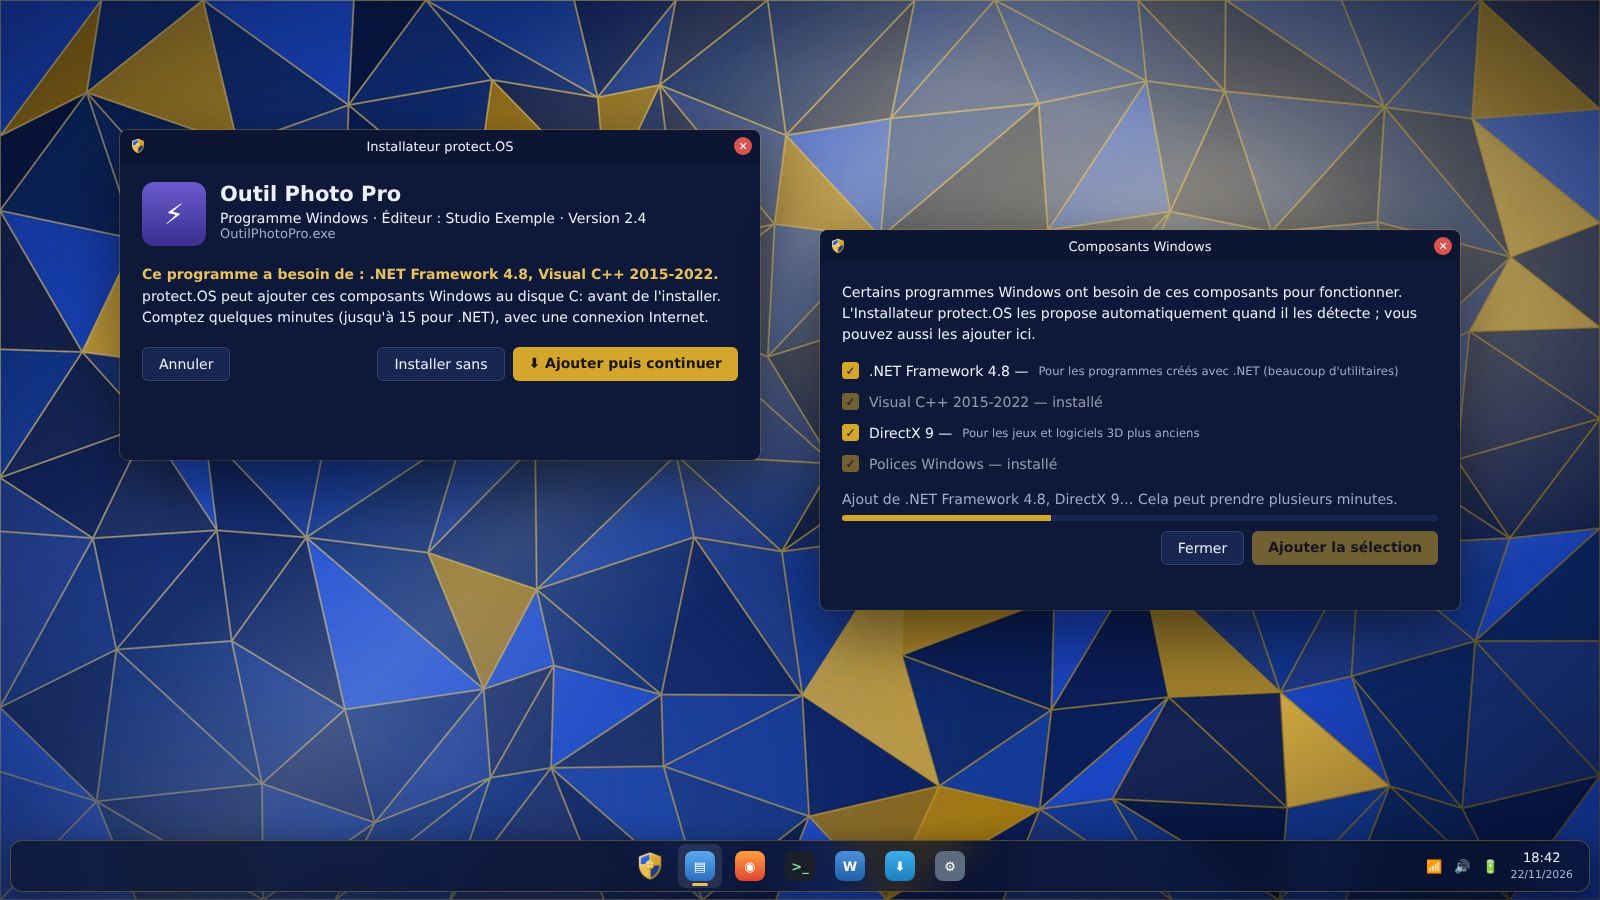 Installateur protect.OS
Outil Photo Pro
Programme Windows · Éditeur : Studio Exemple · Version 2.4
OutilPhotoPro.exe
Ce programme a besoin de : .NET Framework 4.8, Visual C++ 2015-2022.
protect.OS peut ajouter ces composants Windows au disque C: avant de l'installer.
Comptez quelques minutes (jusqu'à 15 pour .NET), avec une connexion Internet.
Annuler
Installer sans
⬇ Ajouter puis continuer
Composants Windows
Certains programmes Windows ont besoin de ces composants pour fonctionner.
L'Installateur protect.OS les propose automatiquement quand il les détecte ; vous
pouvez aussi les ajouter ici.
.NET Framework 4.8 — Pour les programmes créés avec .NET (beaucoup d'utilitaires)
Visual C++ 2015-2022 — installé
DirectX 9 — Pour les jeux et logiciels 3D plus anciens
Polices Windows — installé
Ajout de .NET Framework 4.8, DirectX 9… Cela peut prendre plusieurs minutes.
Fermer
Ajouter la sélection
>_
W
18:42
22/11/2026